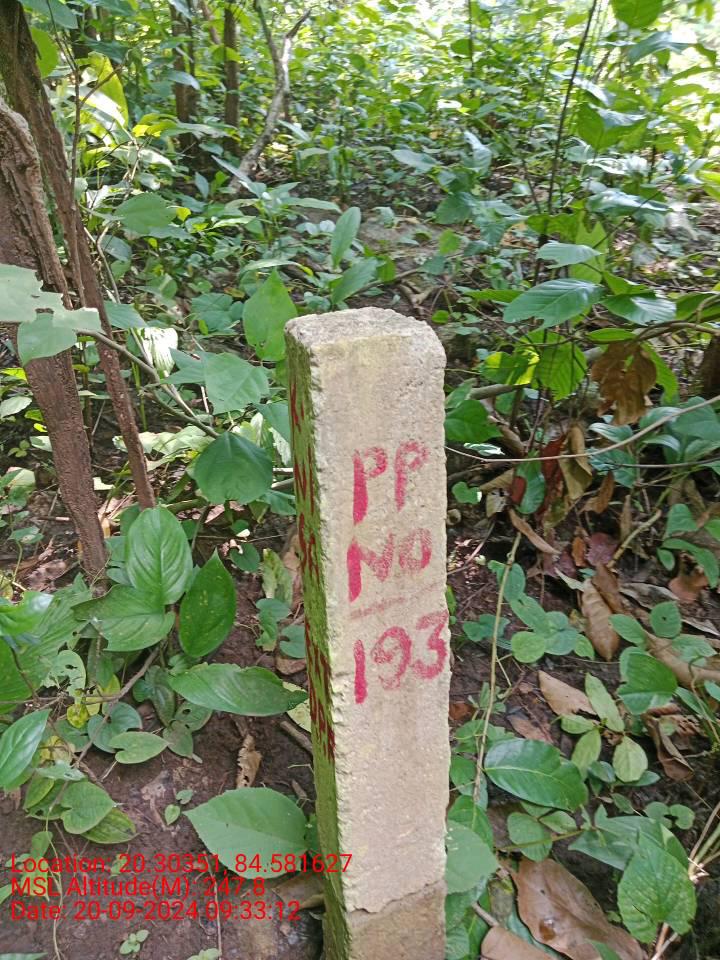 PP
NO
193
Location: 20.30351, 84.581627
MSL Altitude(M): 247.8
Date: 20-09-2024 09:33:12